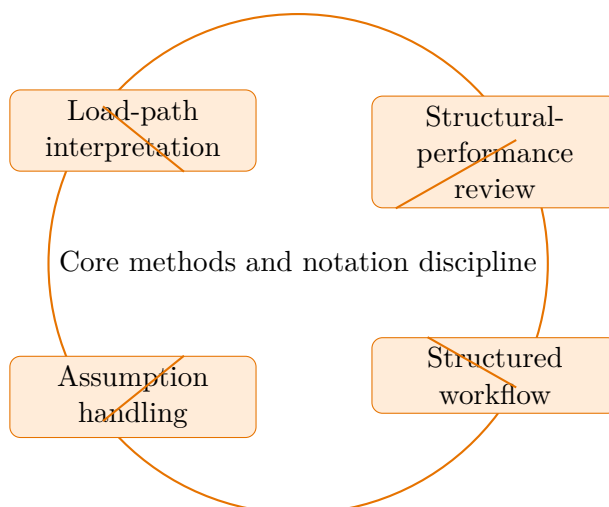 Load-path
interpretation
Structural-
performance
review
Core methods and notation discipline
Assumption
handling
Structured
workflow